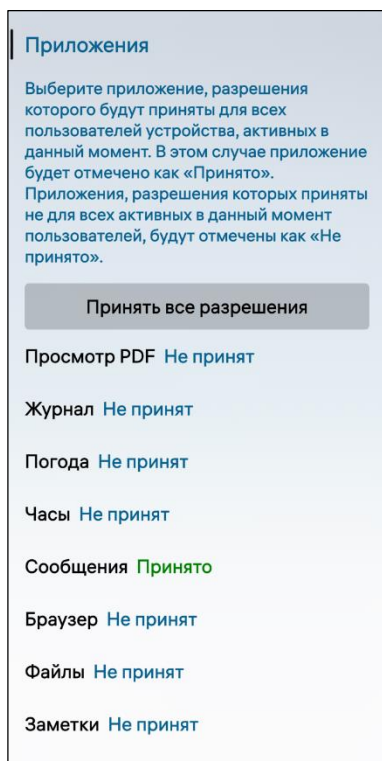 Приложения
Выберите приложение, разрешения
которого будут приняты для всех
пользователей устройства, активных в
данный момент. В этом случае приложение
будет отмечено как «Принято».
Приложения, разрешения которых приняты
не для всех активных в данный момент
пользователей, будут отмечены как «Не
принято».
Принять все разрешения
Просмотр PDF Не принят
Журнал Не принят
Погода Не принят
Часы Не принят
Сообщения Принято
Браузер Не принят
Файлы Не принят
Заметки Не принят